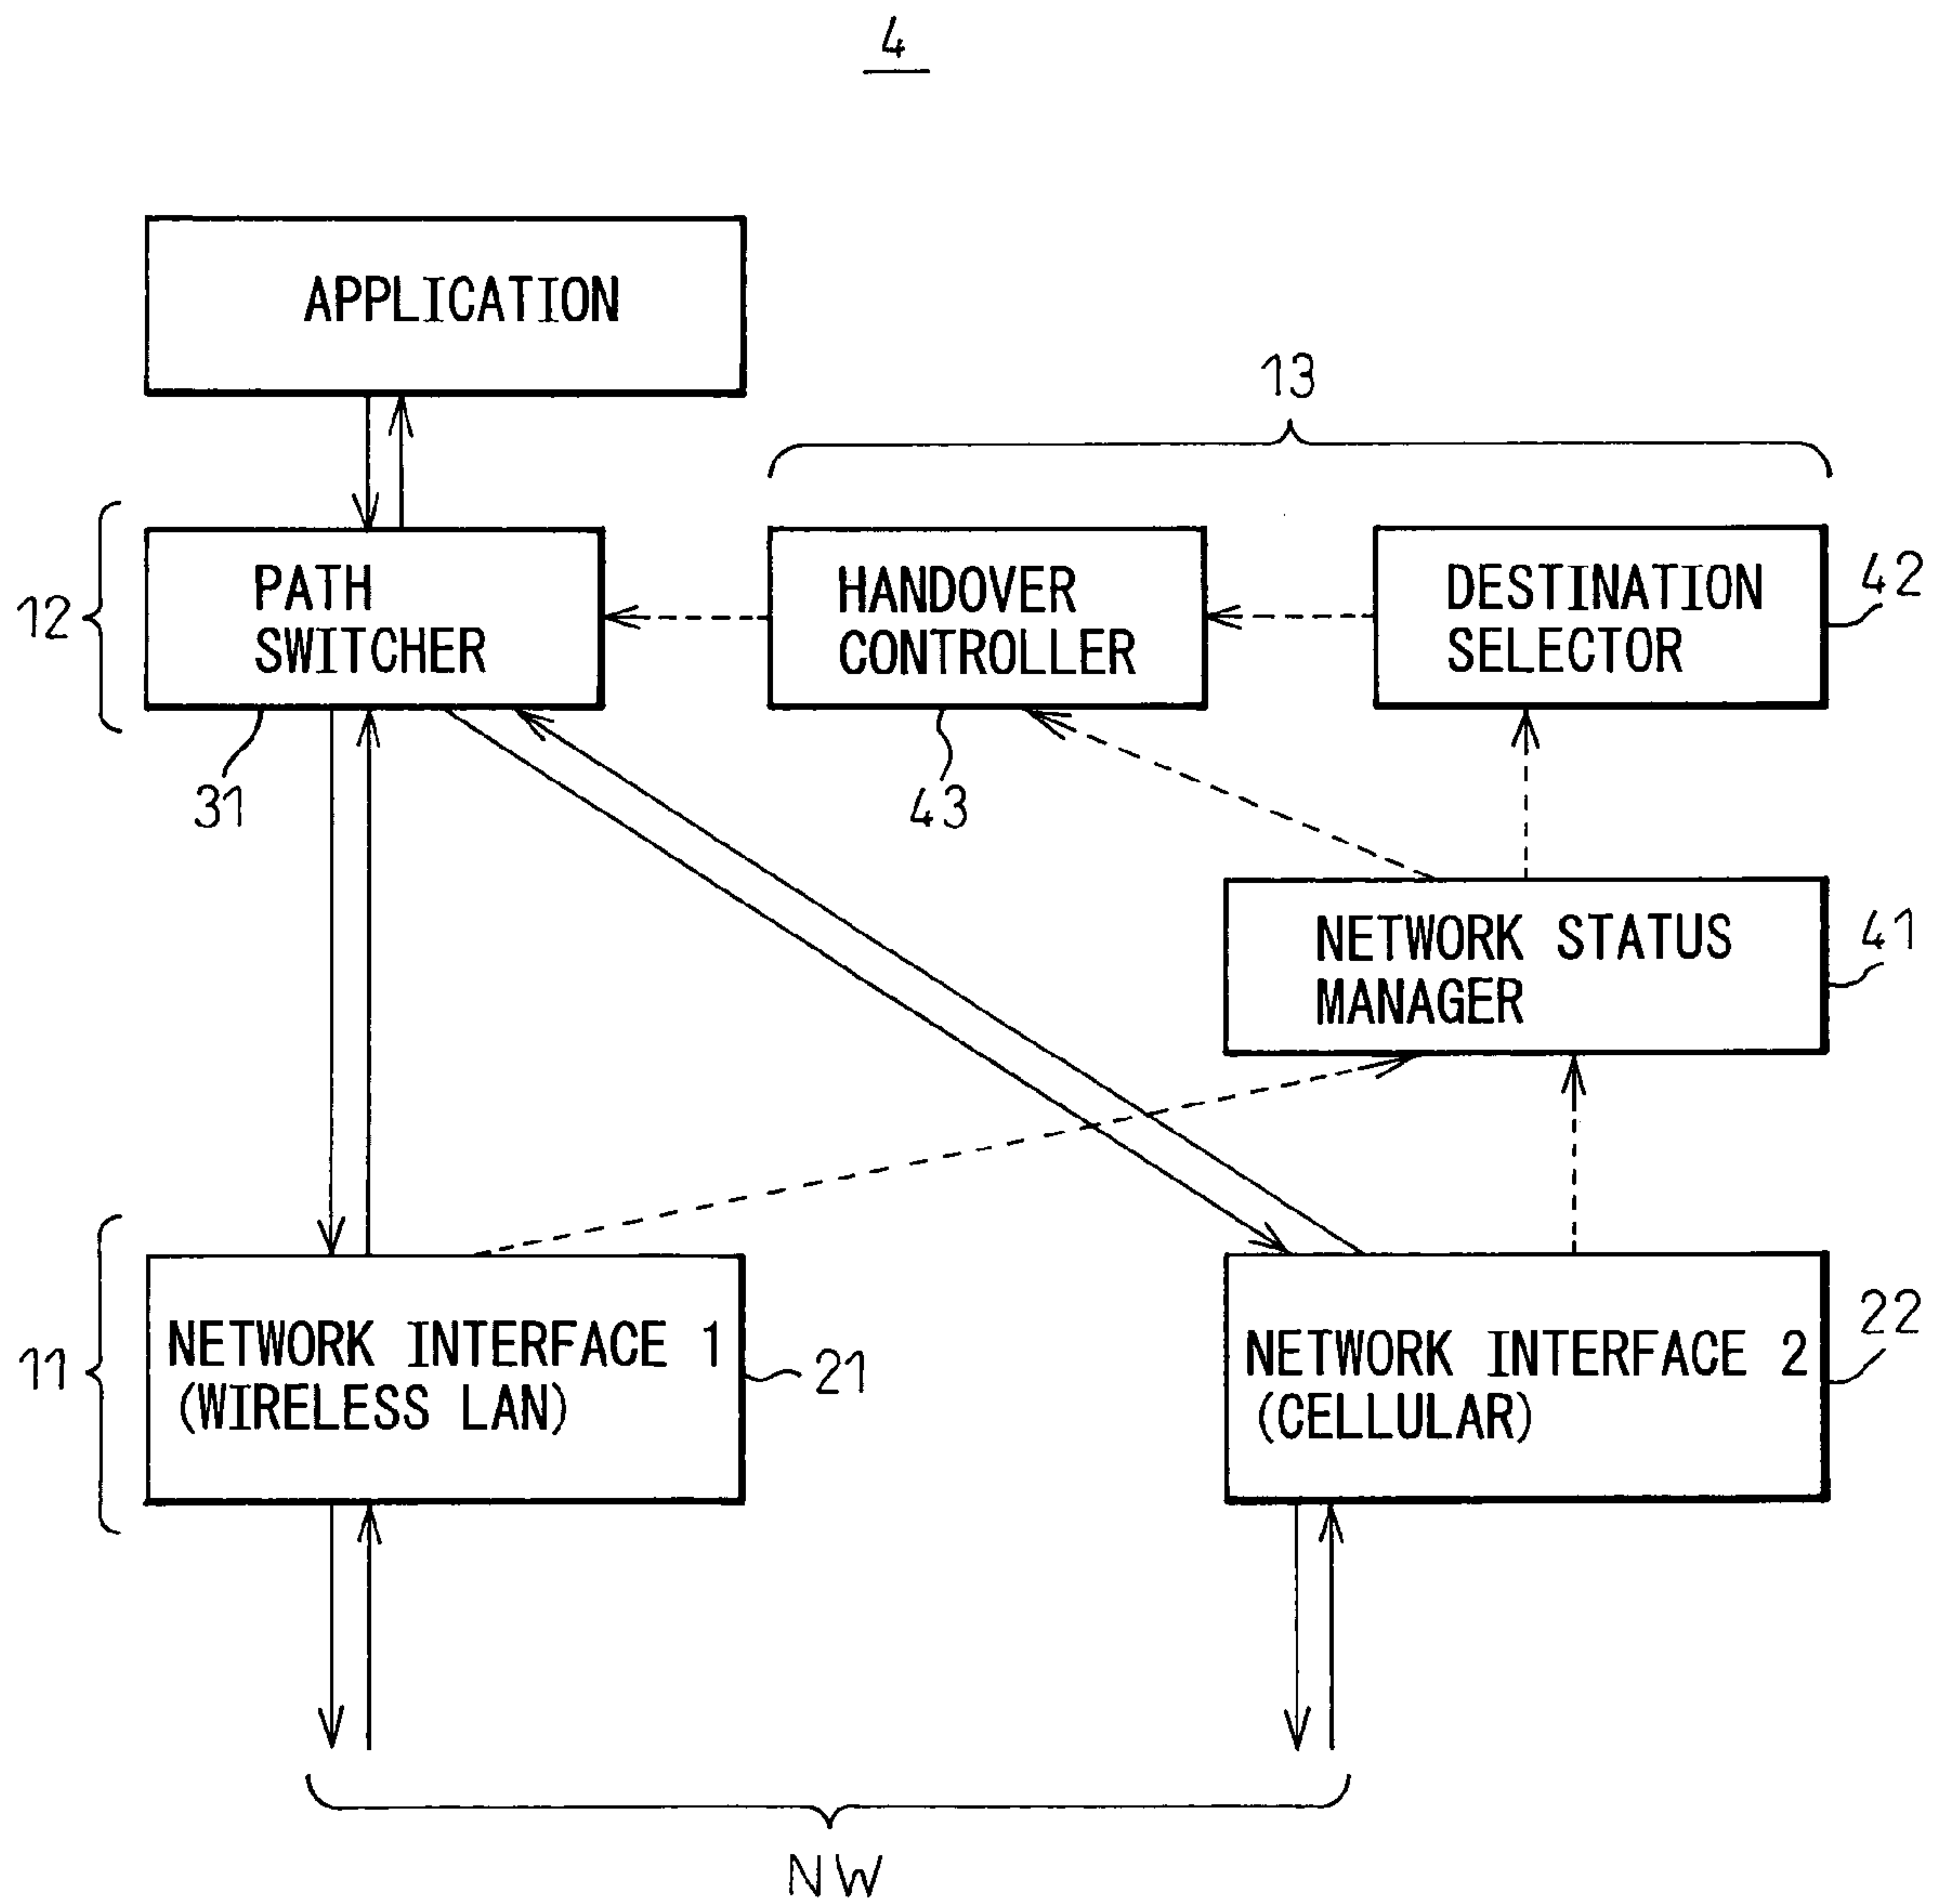 4
APPLICATION
13
12
PATH
SWITCHER
HANDOVER
CONTROLLER
DESTINATION
SELECTOR
42
31
43
NETWORK STATUS
MANAGER
41
11
NETWORK INTERFACE 1
(WIRELESS LAN)
21
NETWORK INTERFACE 2
(CELLULAR)
22
NW